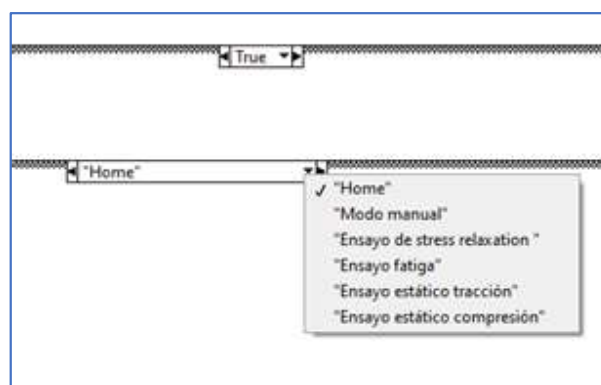 True
"Home"
"Home"
"Modo manual"
"Ensayo de stress relaxation "
"Ensayo fatiga"
"Ensayo estático tracción"
"Ensayo estático compresión"